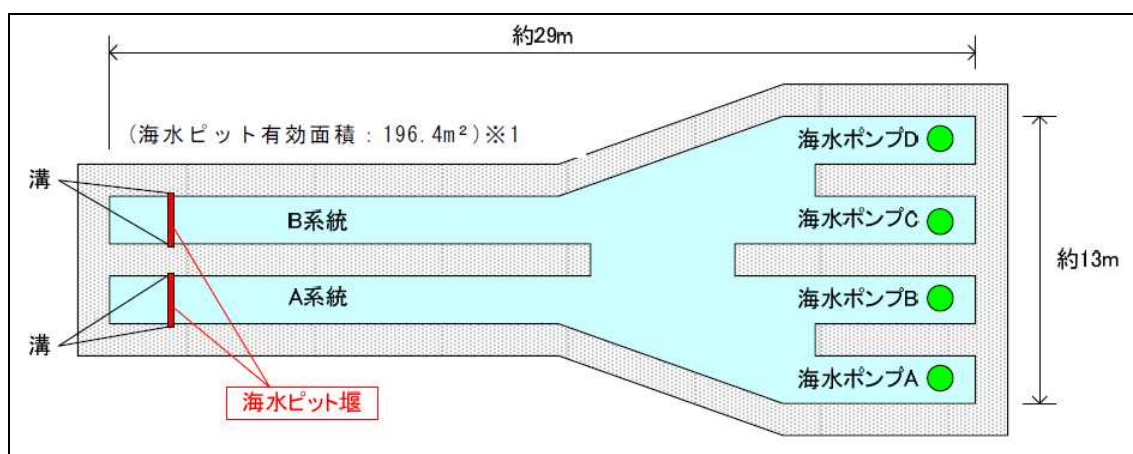 約29m
(海水ピット有効面積：196.4m²)※1
海水ポンプD
溝
B系統
海水ポンプC
約13m
A系統
海水ポンプB
溝
海水ピット堰
海水ポンプA